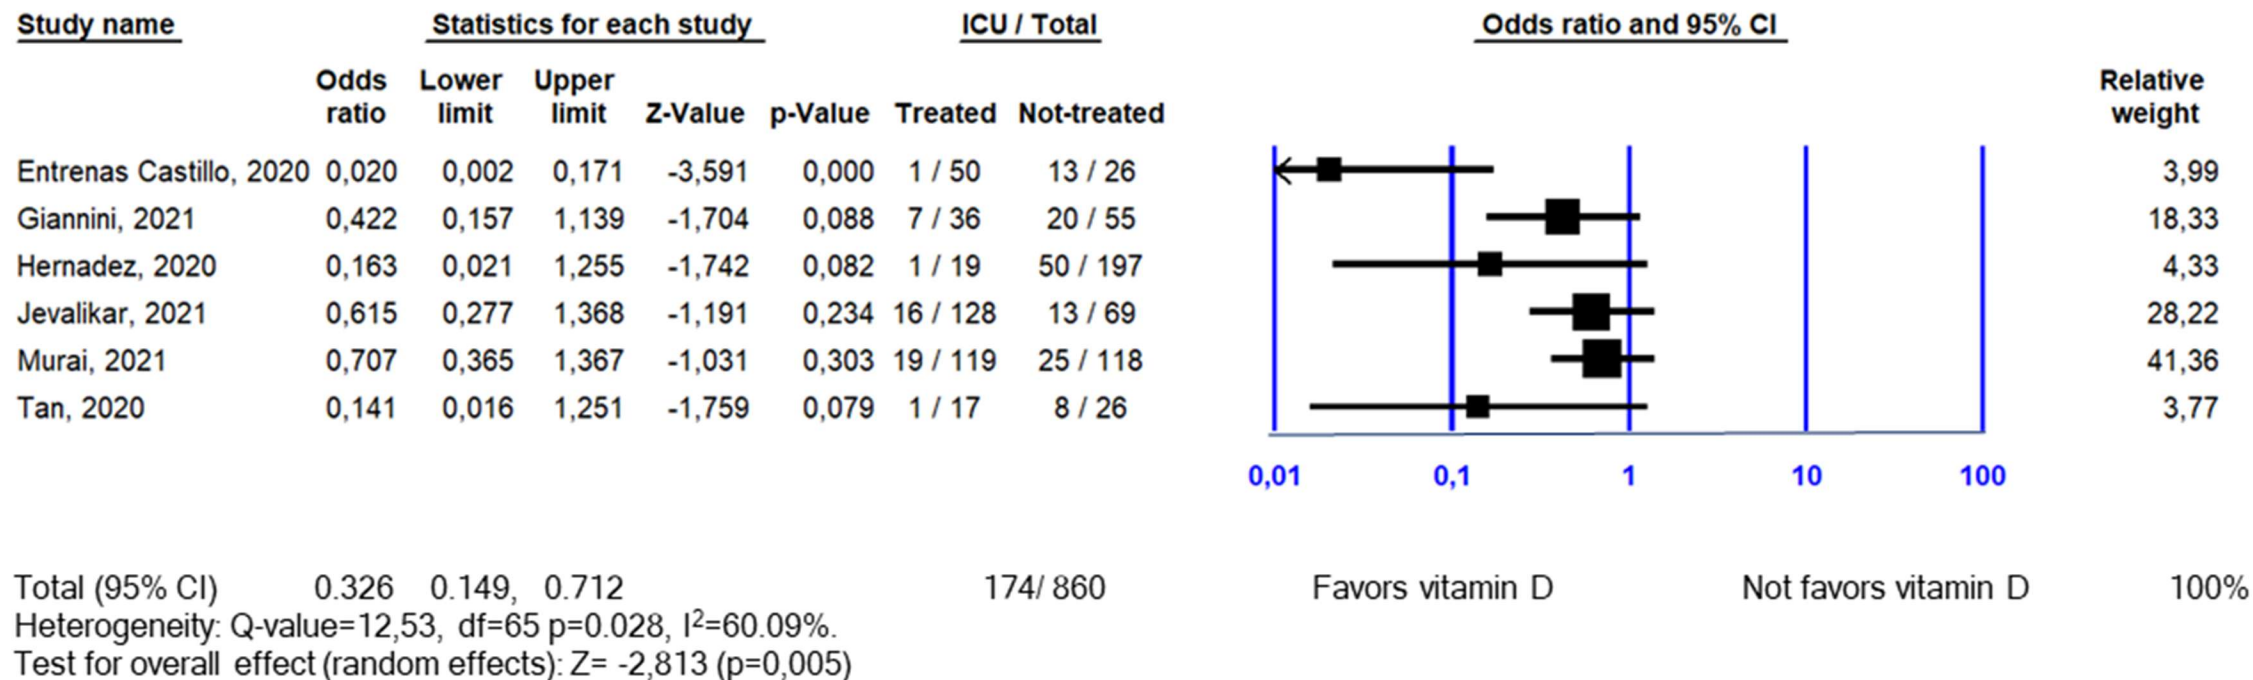 Study name Statistics for each study ICU / Total Odds ratio and 95% CI
Odds Lower Upper Relative
ratio limit limit Z-Value p-Value Treated Not-treated weight
Entrenas Castillo, 2020 0,020 0,002 0,171 -3,591 0,000 1 / 50 13 / 26 3,99
Giannini, 2021 0,422 0,157 1,139 -1,704 0,088 7 / 36 20 / 55 18,33
Hernadez, 2020 0,163 0,021 1,255 -1,742 0,082 1 / 19 50 / 197 4,33
Jevalikar, 2021 0,615 0,277 1,368 -1,191 0,234 16 / 128 13 / 69 28,22
Murai, 2021 0,707 0,365 1,367 -1,031 0,303 19 / 119 25 / 118 41,36
Tan, 2020 0,141 0,016 1,251 -1,759 0,079 1 / 17 8 / 26 3,77
0,01 0,1 1 10 100
Total (95% CI) 0.326 0.149, 0.712 174/ 860 Favors vitamin D Not favors vitamin D 100%
Heterogeneity: Q-value=12,53, df=65 p=0.028, I²=60.09%.
Test for overall effect (random effects): Z= -2,813 (p=0,005)